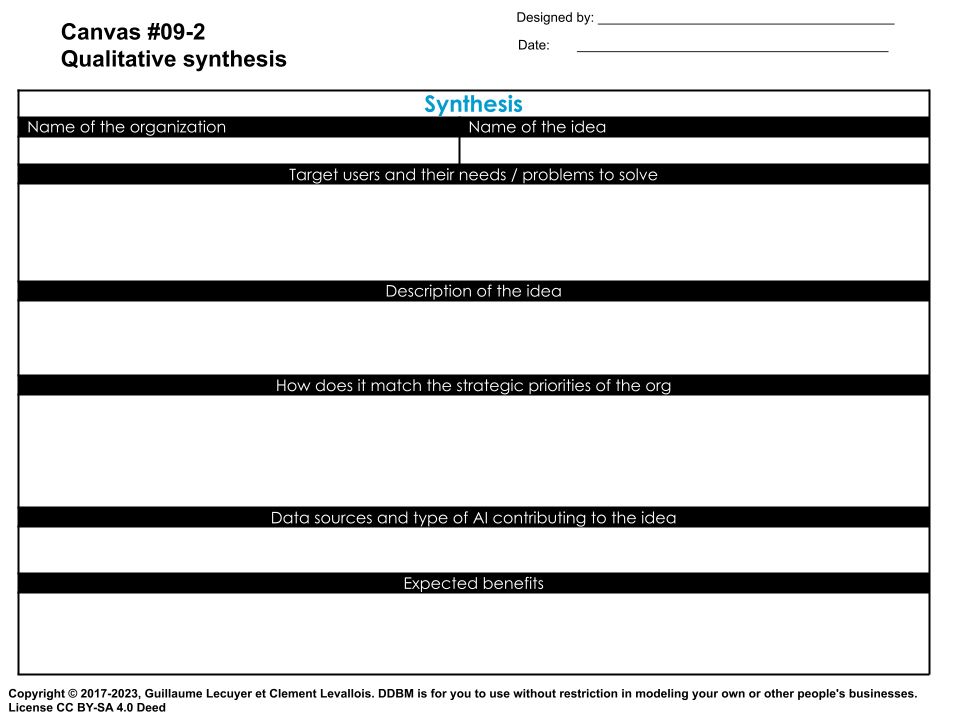 Canvas #09-2
Qualitative synthesis
Designed by: ________________________________________
Date: __________________________________________
Synthesis
Name of the organization
Name of the idea
Target users and their needs / problems to solve
Description of the idea
How does it match the strategic priorities of the org
Data sources and type of AI contributing to the idea
Expected benefits
Copyright © 2017-2023, Guillaume Lecuyer et Clement Levallois. DDBM is for you to use without restriction in modeling your own or other people's businesses.
License CC BY-SA 4.0 Deed